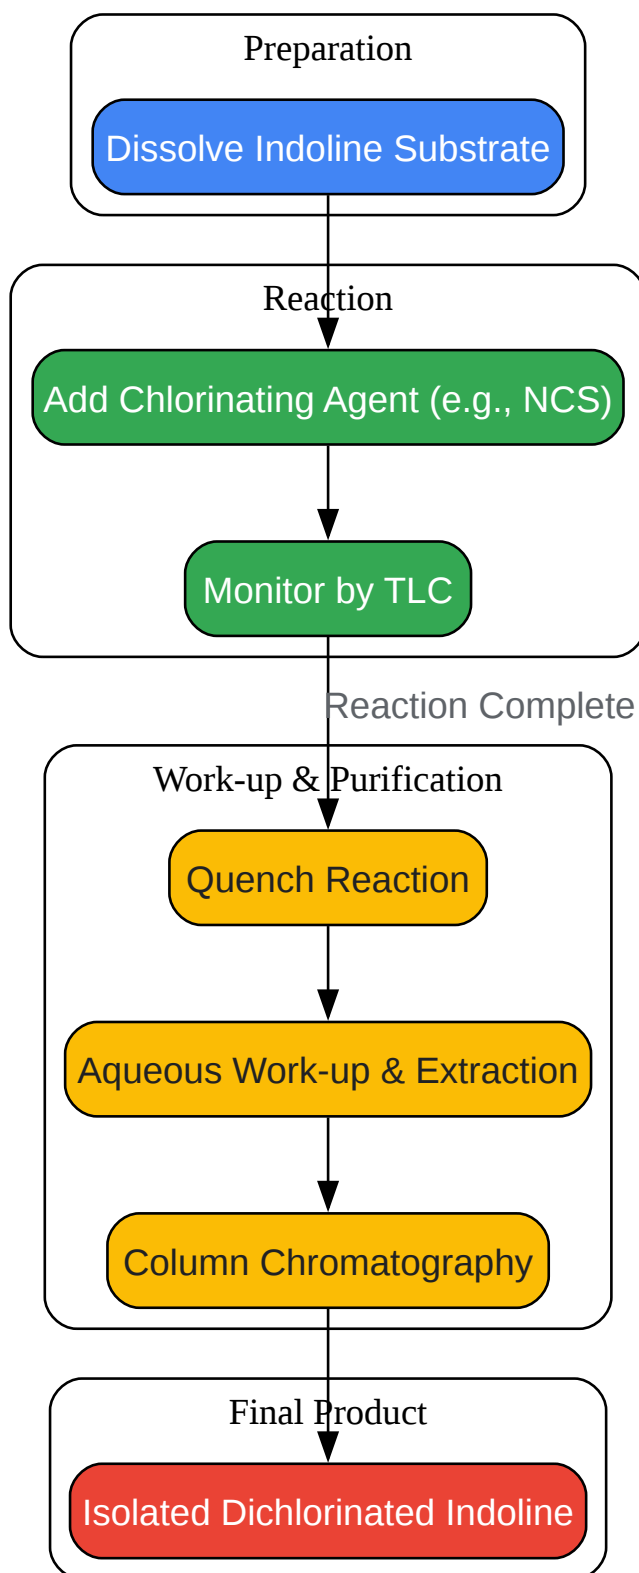 Preparation
Dissolve Indoline Substrate
Reaction
Add Chlorinating Agent (e.g., NCS)
Monitor by TLC
Reaction Complete
Work-up & Purification
Quench Reaction
Aqueous Work-up & Extraction
Column Chromatography
Final Product
Isolated Dichlorinated Indoline